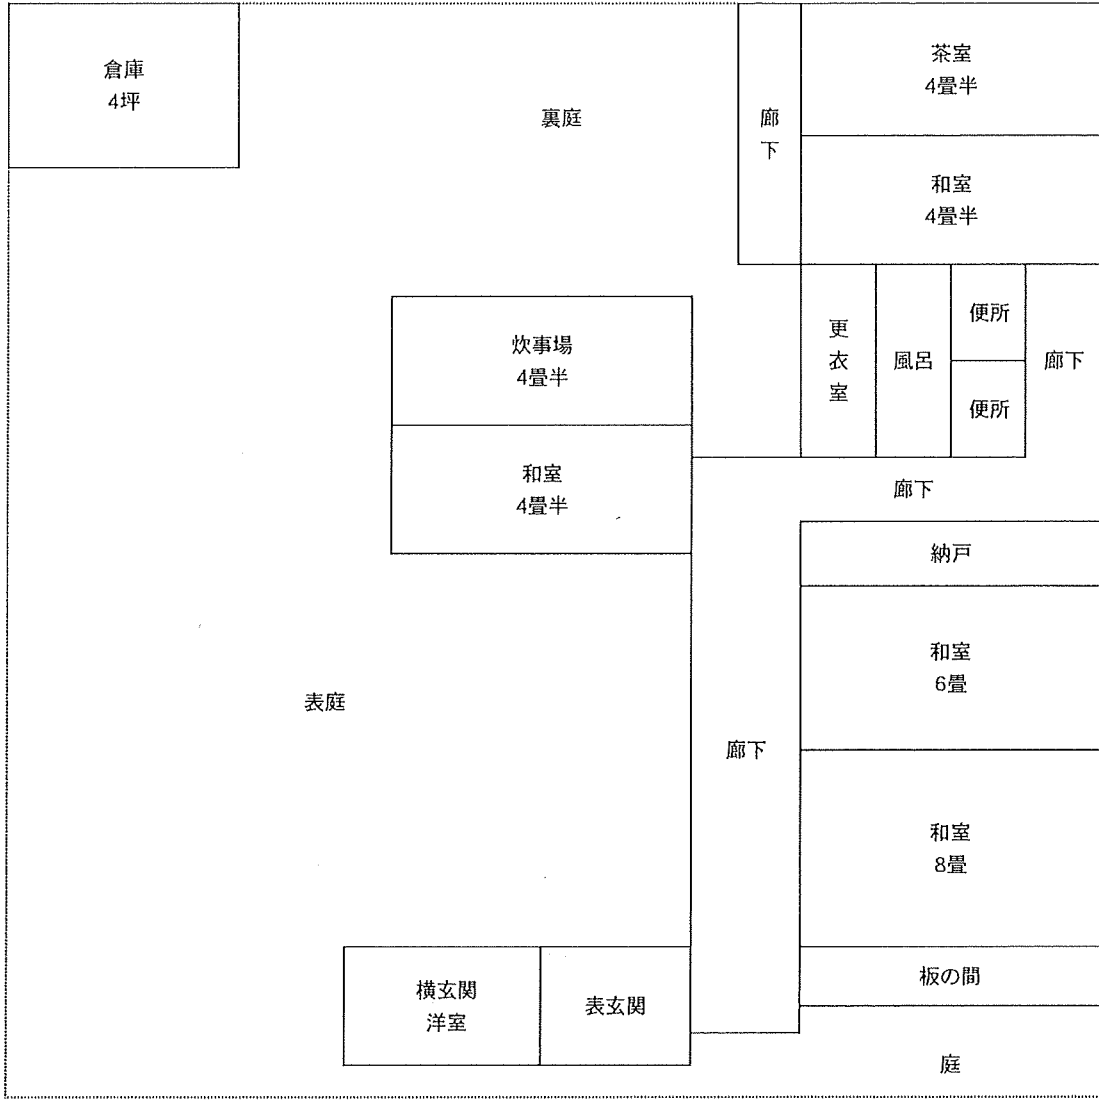 倉庫
4坪
裏庭
廊
下
茶室
4畳半
和室
4畳半
炊事場
4畳半
和室
4畳半
更
衣
室
風呂
便所
便所
廊下
廊下
納戸
和室
6畳
表庭
廊下
和室
8畳
横玄関
洋室
表玄関
板の間
庭